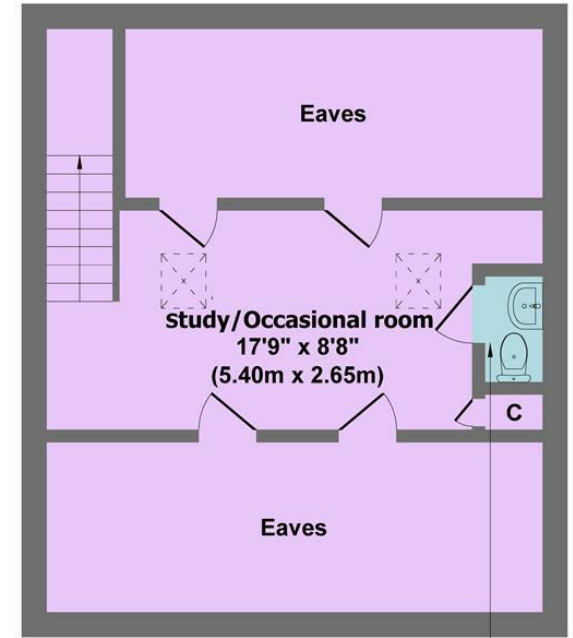 Eaves
study/Occasional room
17'9" x 8'8"
(5.40m x 2.65m)
C
Eaves